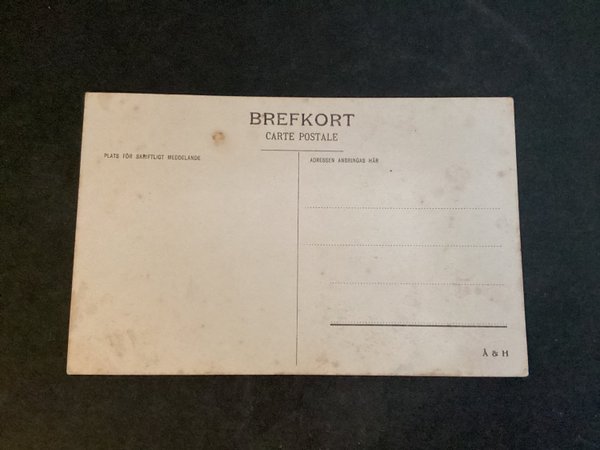 BREFKORT
CARTE POSTALE
PLATS FÖR SKRIFTLIGT MEDDELANDE
ADRESSEN ANBRINGAS HÄR
Å & H